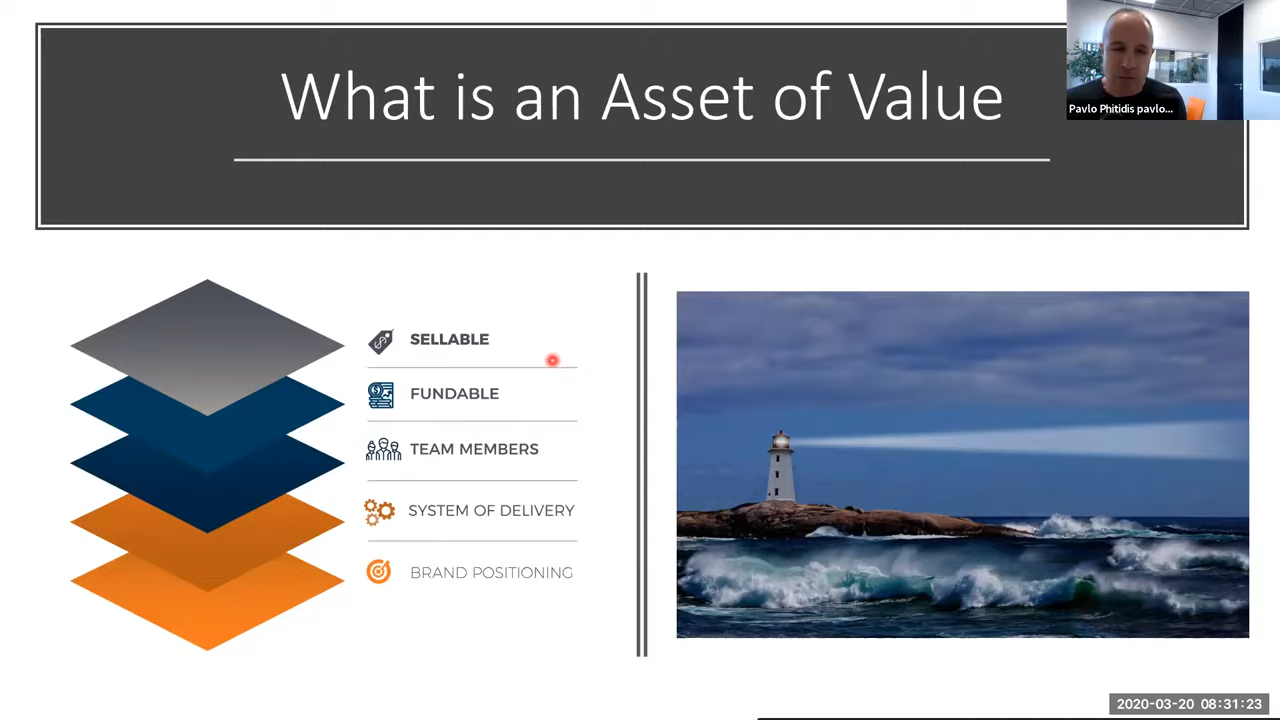 What is an Asset of Value
Pavlo Phitidis pavlo...
SELLABLE
FUNDABLE
TEAM MEMBERS
SYSTEM OF DELIVERY
BRAND POSITIONING
2020-03-20 08:31:23